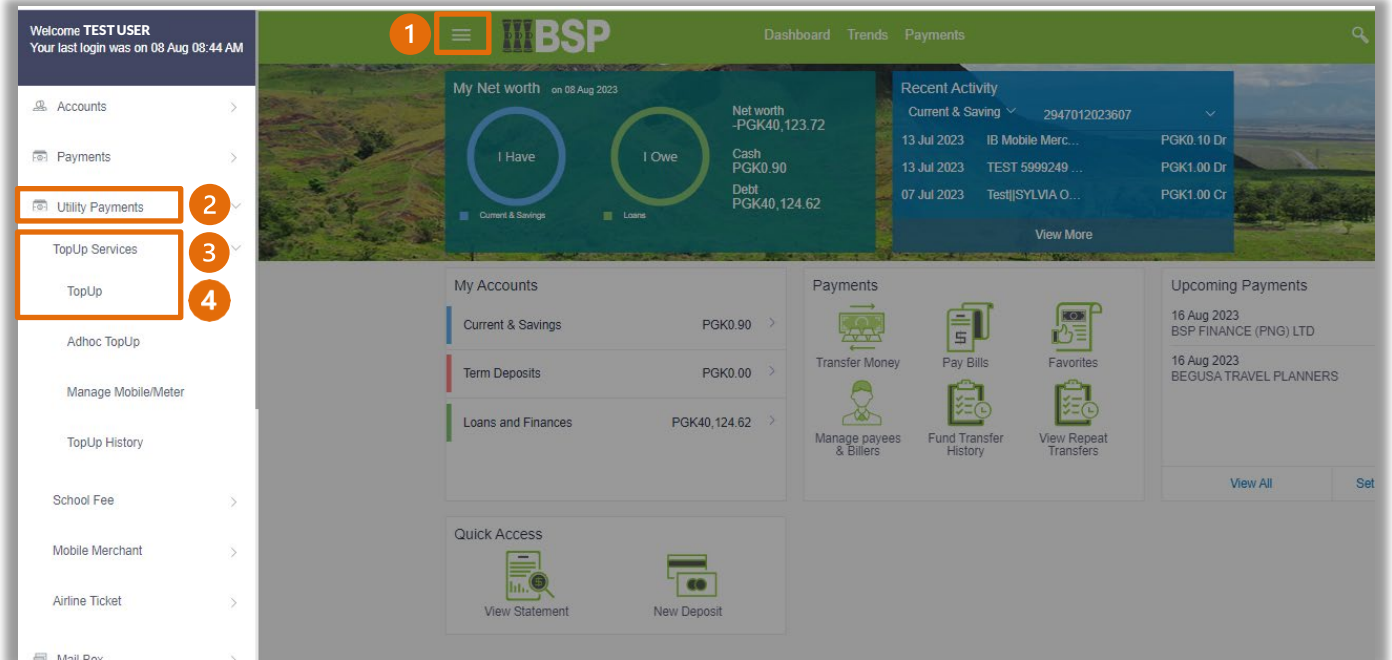 Welcome TEST USER
Your last login was on 08 Aug 08:44 AM
Accounts
Payments
Utility Payments
2
TopUp Services
3
TopUp
4
Adhoc TopUp
Manage Mobile/Meter
TopUp History
School Fee
Mobile Merchant
Airline Ticket
Mail Box
1
BSP
Dashboard Trends Payments
My Net worth on 08 Aug 2023
I Have
I Owe
Current & Savings
Loans
Net worth
-PGK40,123.72
Cash
PGK0.90
Debt
PGK40,124.62
Recent Activity
Current & Saving 2947012023607
13 Jul 2023 IB Mobile Merc... PGK0.10 Dr
13 Jul 2023 TEST 5999249 ... PGK1.00 Dr
07 Jul 2023 Test||SYLVIA O... PGK1.00 Cr
View More
My Accounts
Current & Savings PGK0.90
Term Deposits PGK0.00
Loans and Finances PGK40,124.62
Payments
Transfer Money
Pay Bills
Favorites
Manage payees
& Billers
Fund Transfer
History
View Repeat
Transfers
Upcoming Payments
16 Aug 2023
BSP FINANCE (PNG) LTD
16 Aug 2023
BEGUSA TRAVEL PLANNERS
View All
Set
Quick Access
View Statement
New Deposit